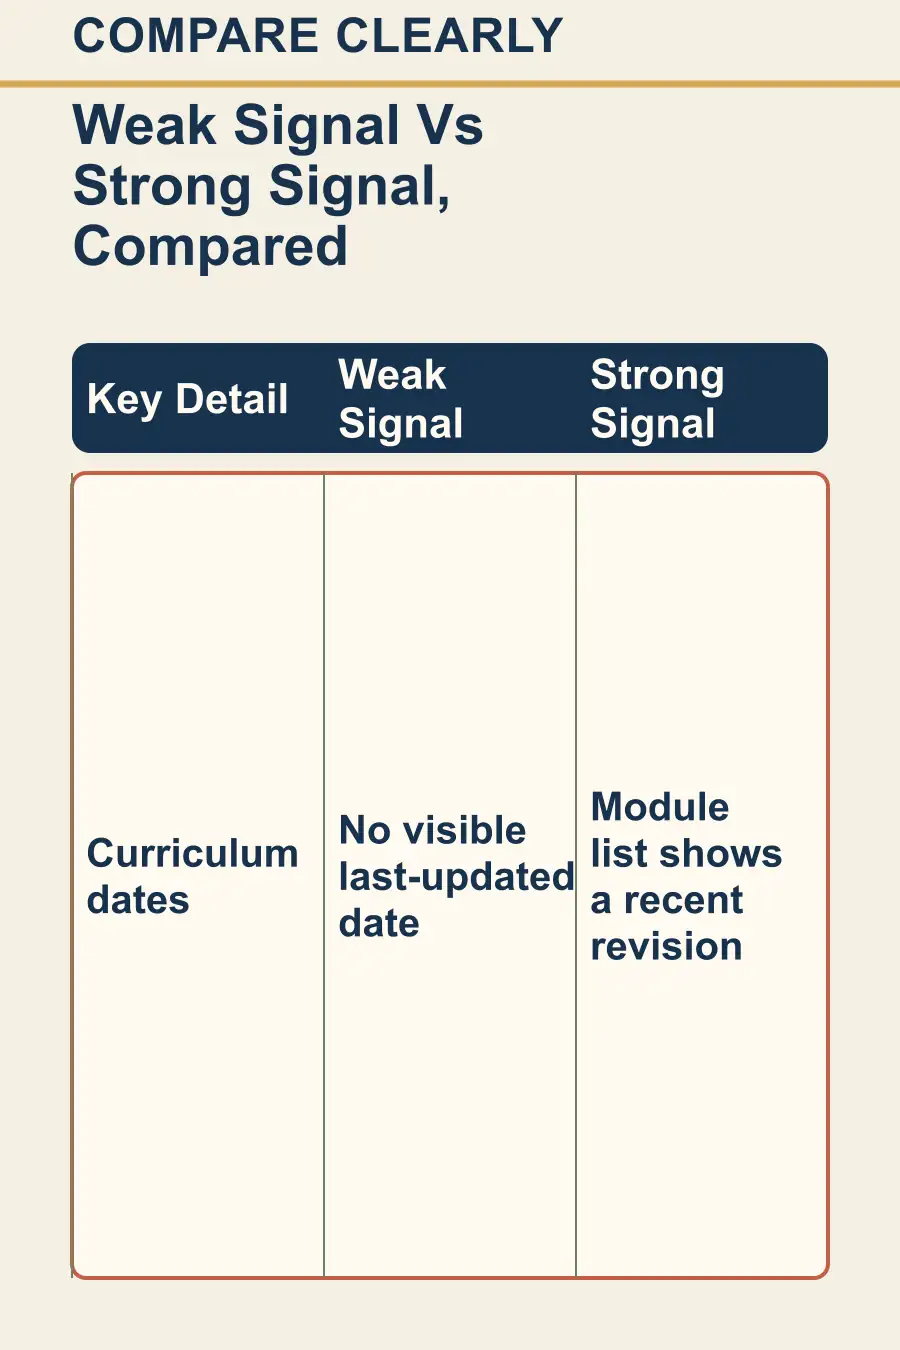 COMPARE CLEARLY
Weak Signal Vs
Strong Signal,
Compared
Key Detail
Weak
Signal
Strong
Signal
Curriculum
dates
No visible
last-updated
date
Module
list shows
a recent
revision